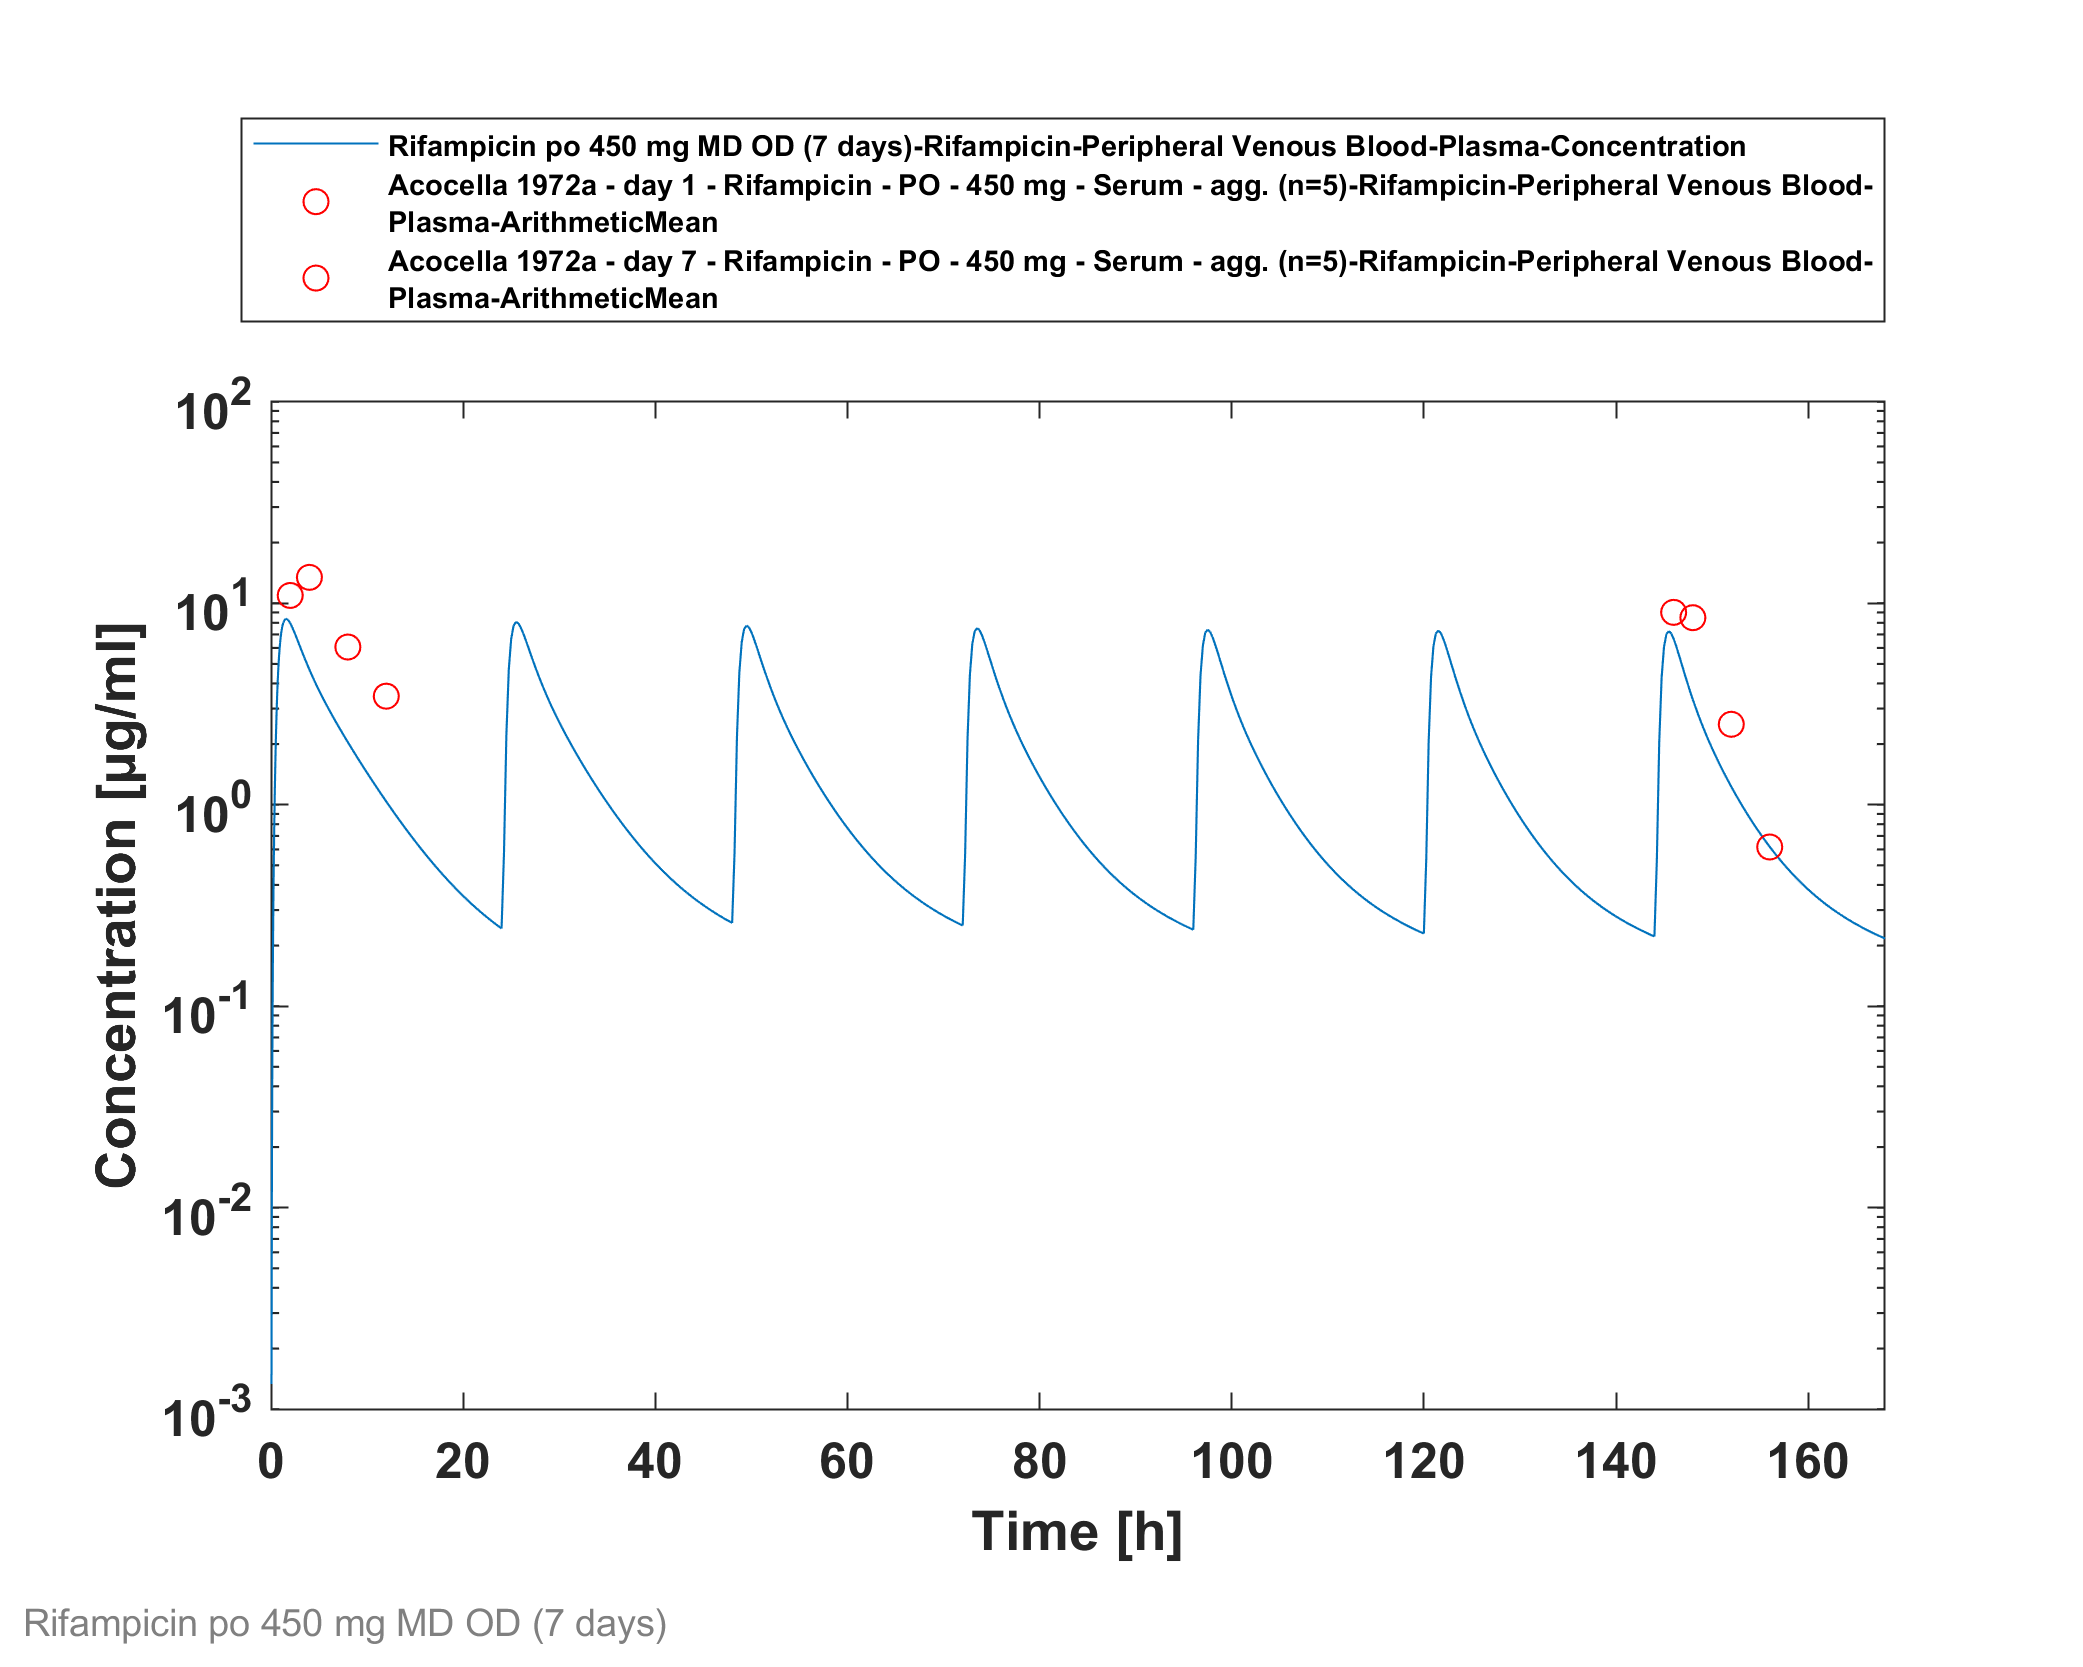 Rifampicin po 450 mg MD OD (7 days)-Rifampicin-Peripheral Venous Blood-Plasma-Concentration
Acocella 1972a - day 1 - Rifampicin - PO - 450 mg - Serum - agg. (n=5)-Rifampicin-Peripheral Venous Blood-
Plasma-ArithmeticMean
Acocella 1972a - day 7 - Rifampicin - PO - 450 mg - Serum - agg. (n=5)-Rifampicin-Peripheral Venous Blood-
Plasma-ArithmeticMean
10^2
10^1
10^0
10^-1
10^-2
10^-3
Concentration [µg/ml]
0 20 40 60 80 100 120 140 160
Time [h]
Rifampicin po 450 mg MD OD (7 days)